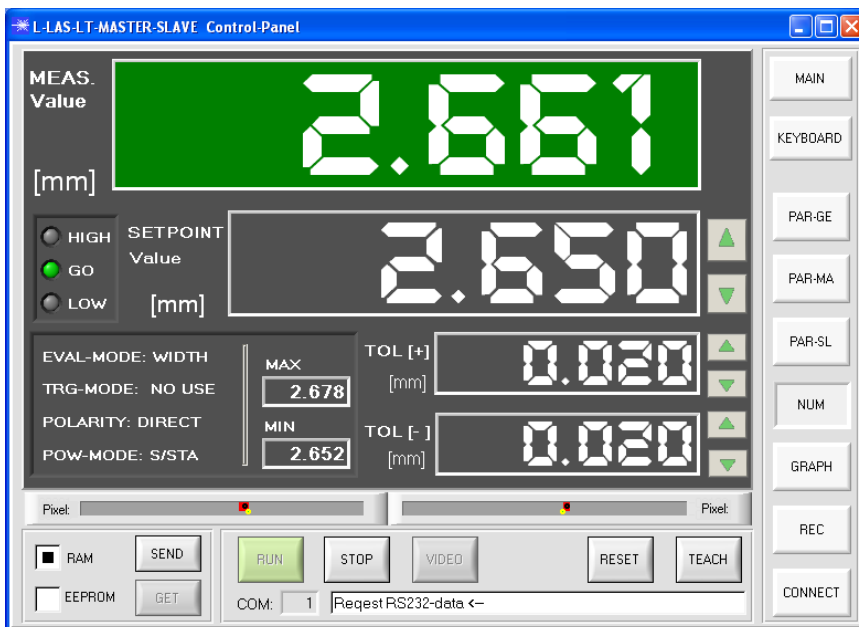 L-LAS-LT-MASTER-SLAVE Control-Panel
MEAS.
Value
[mm]
2.661
HIGH
GO
LOW
SETPOINT
Value
[mm]
2.650
EVAL-MODE: WIDTH
TRG-MODE: NO USE
POLARITY: DIRECT
POW-MODE: S/STA
MAX
2.678
MIN
2.652
TOL [+]
[mm]
0.020
TOL [- ]
[mm]
0.020
Pixel:
Pixel:
RAM
SEND
EEPROM
GET
RUN
STOP
VIDEO
RESET
TEACH
COM: 1
Reqest RS232-data <--
MAIN
KEYBOARD
PAR-GE
PAR-MA
PAR-SL
NUM
GRAPH
REC
CONNECT